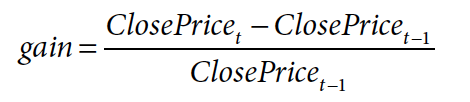 gain = (ClosePrice_t − ClosePrice_{t−1}) / ClosePrice_{t−1}